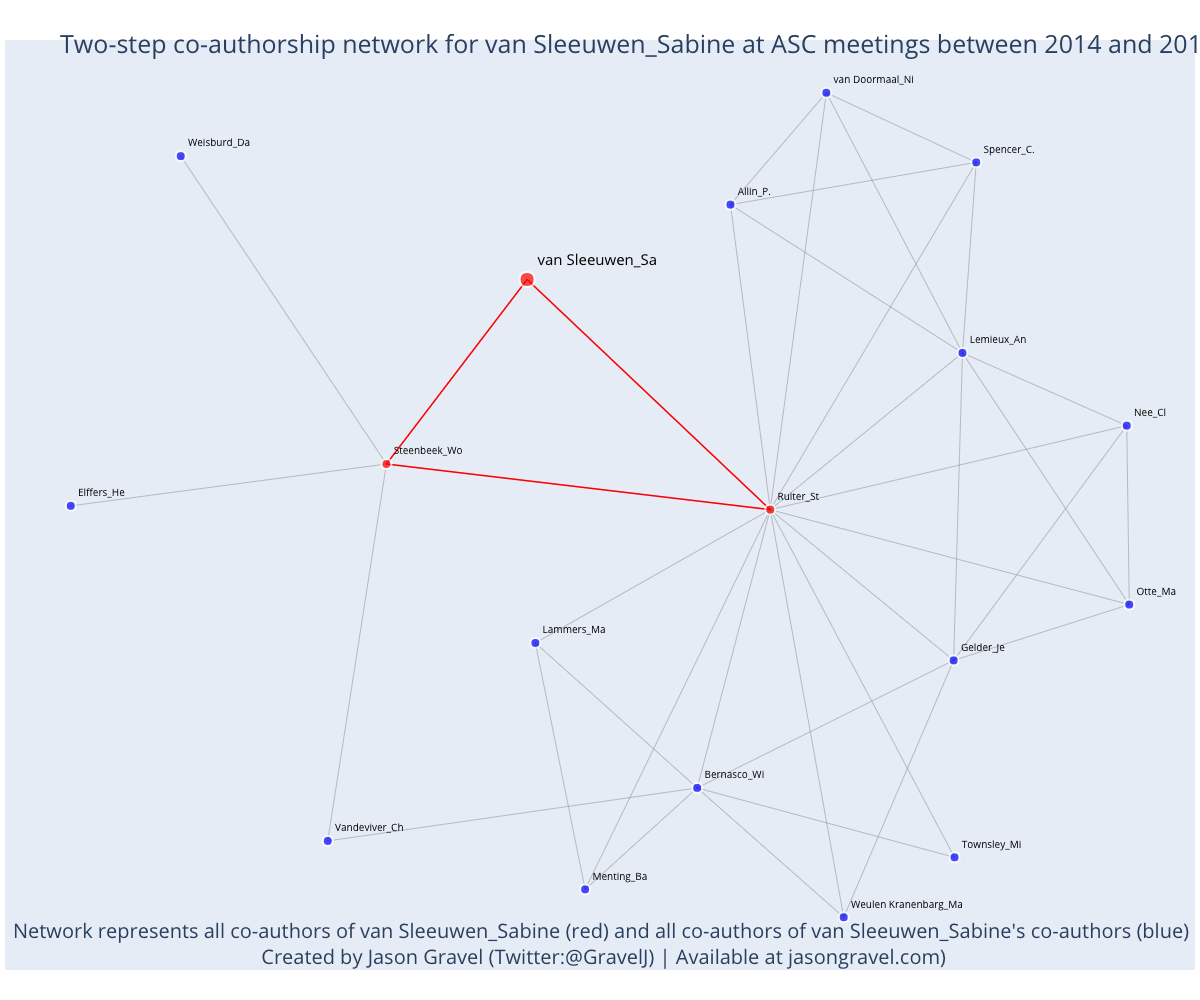 Two-step co-authorship network for van Sleeuwen_Sabine at ASC meetings between 2014 and 201
van Doormaal_Ni
Weisburd_Da
Spencer_C.
Allin_P.
van Sleeuwen_Sa
Lemieux_An
Nee_Cl
Steenbeek_Wo
Elffers_He
Ruiter_St
Otte_Ma
Lammers_Ma
Gelder_Je
Bernasco_Wi
Vandeviver_Ch
Townsley_Mi
Menting_Ba
Weulen Kranenbarg_Ma
Network represents all co-authors of van Sleeuwen_Sabine (red) and all co-authors of van Sleeuwen_Sabine's co-authors (blue)
Created by Jason Gravel (Twitter:@GravelJ) | Available at jasongravel.com)